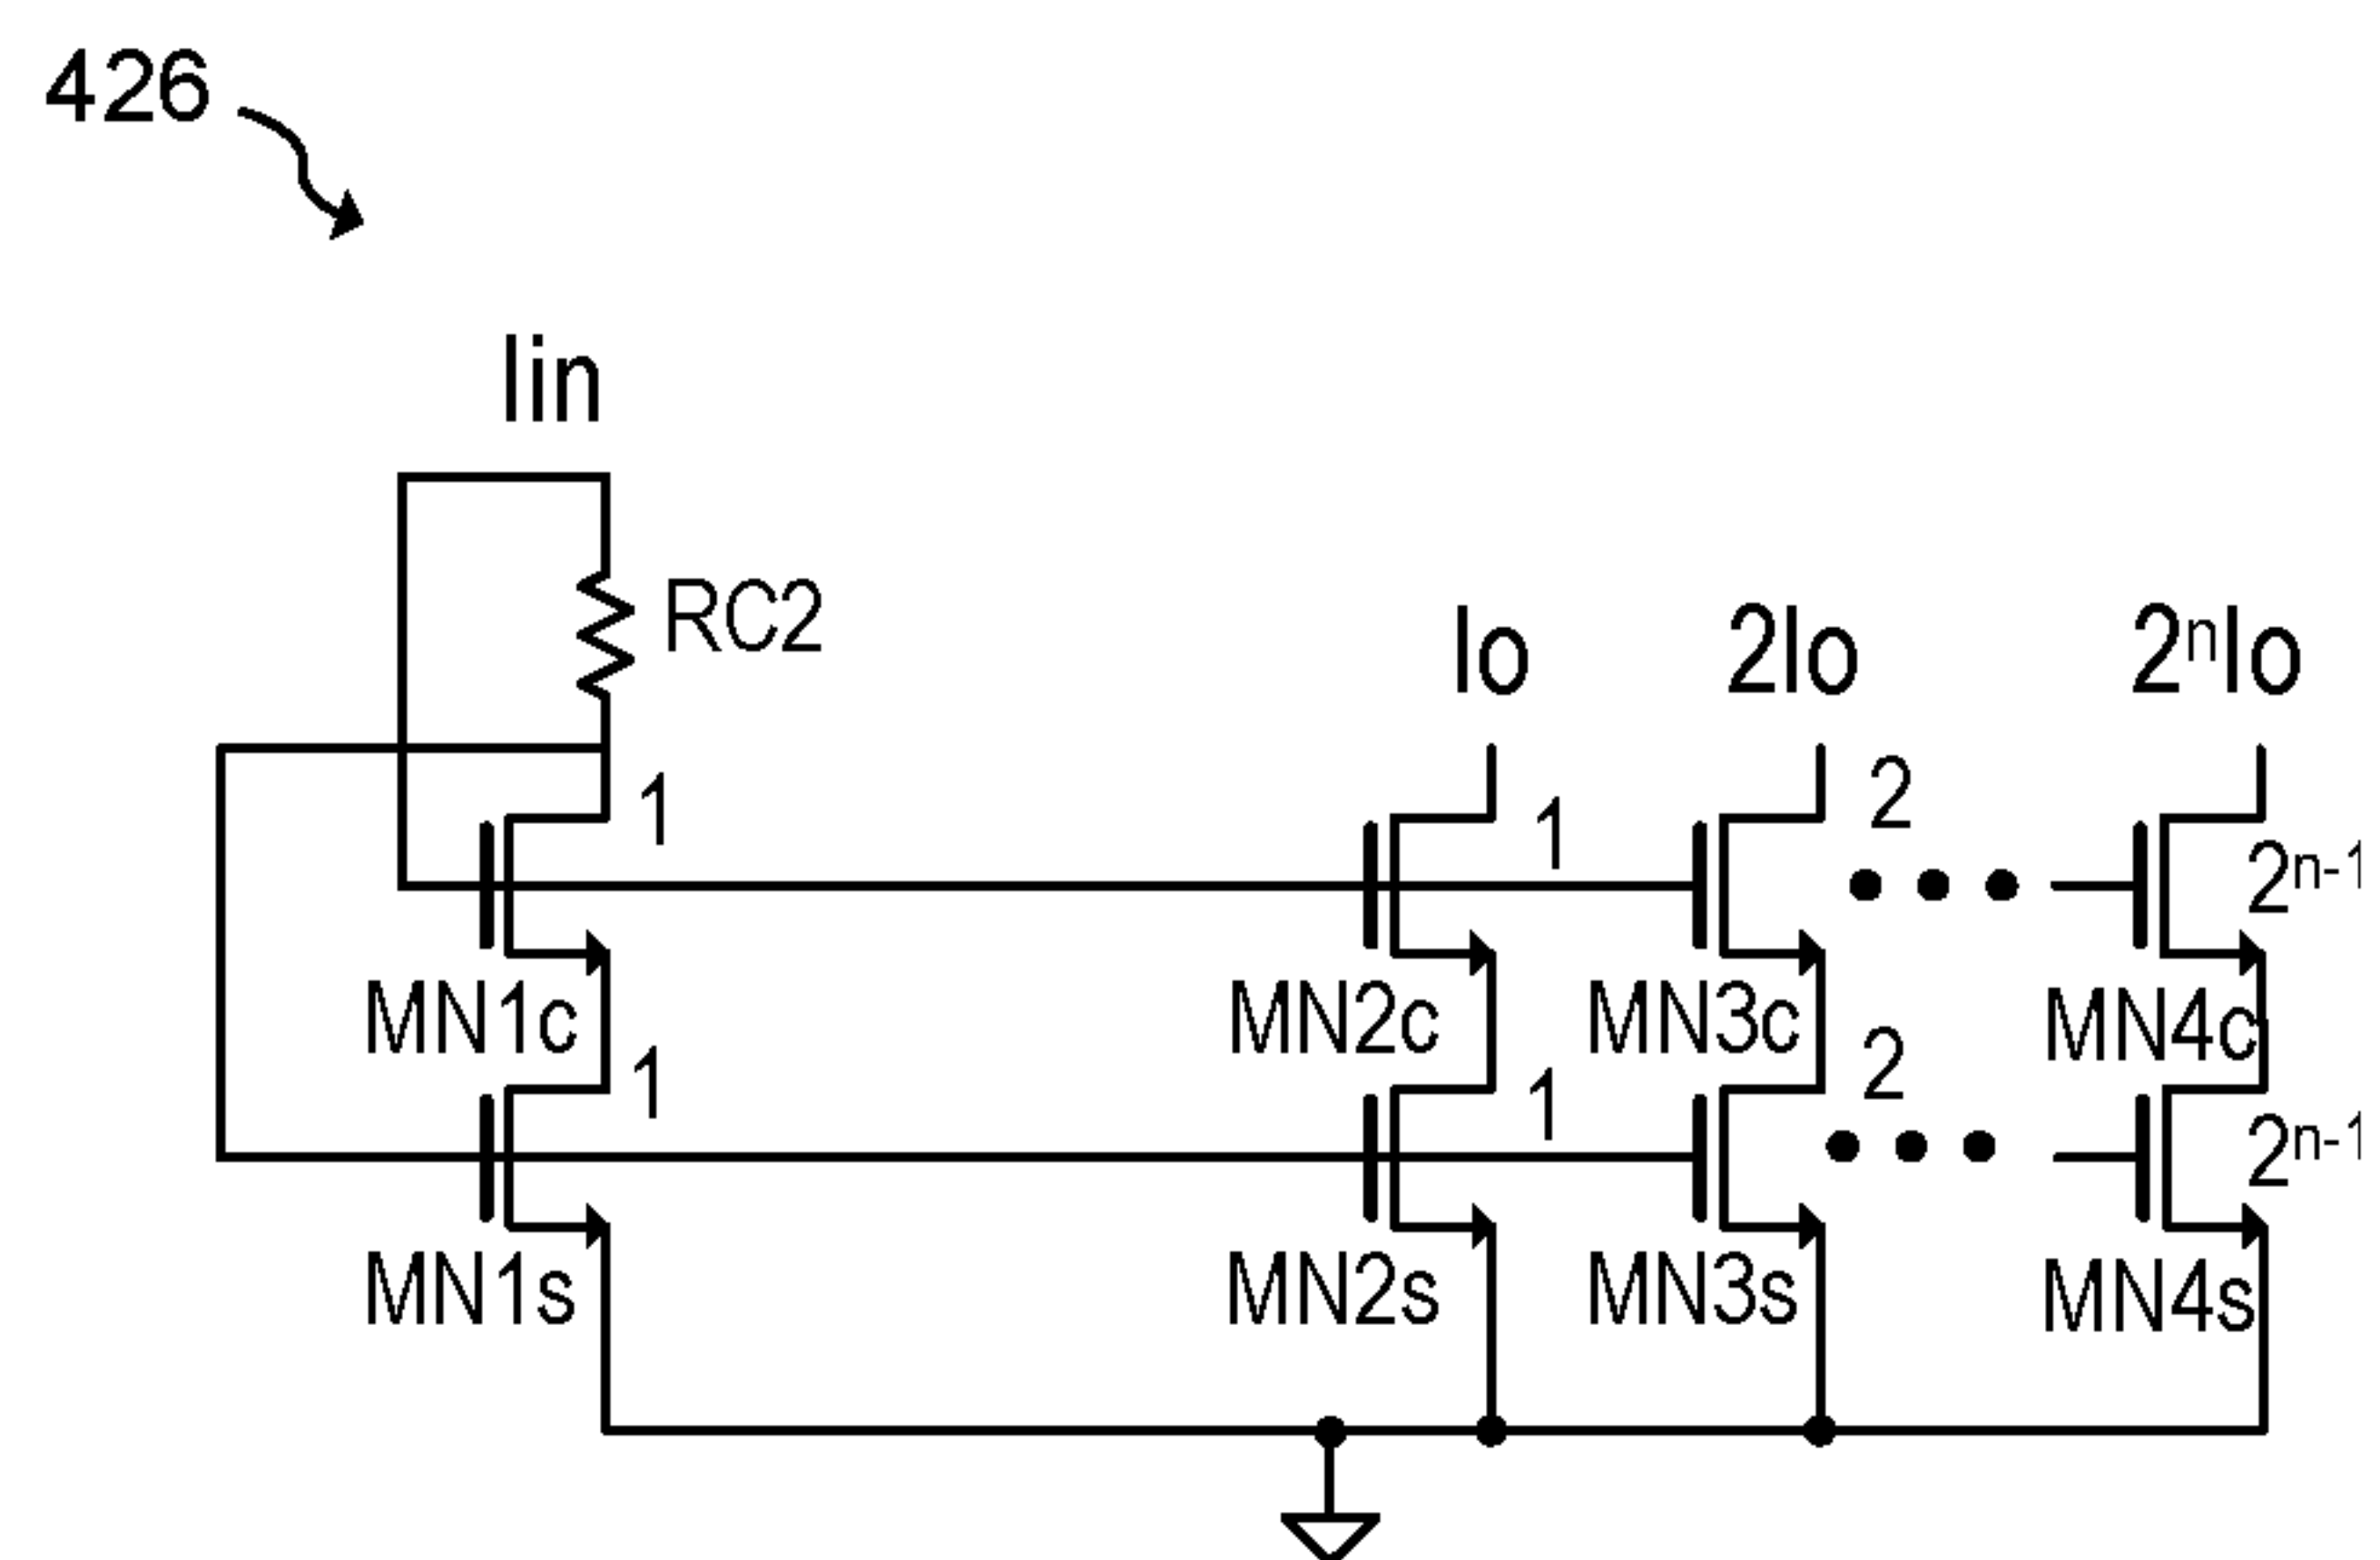 426
Iin
RC2
Io
2Io
2ⁿIo
1
1
2
2ⁿ⁻¹
MN1c
MN2c
MN3c
MN4c
1
1
2
2ⁿ⁻¹
MN1s
MN2s
MN3s
MN4s